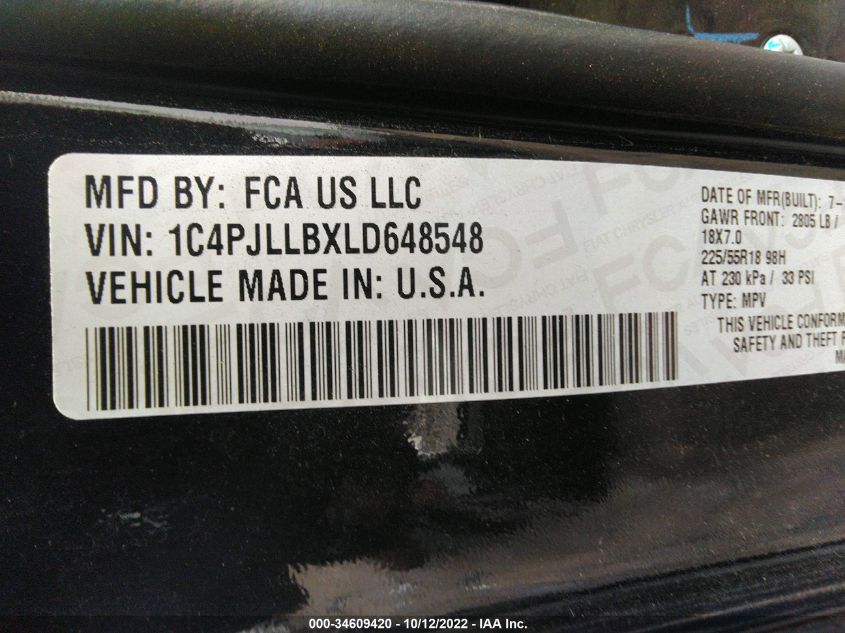 MFD BY: FCA US LLC
VIN: 1C4PJLLBXLD648548
VEHICLE MADE IN: U.S.A.
DATE OF MFR(BUILT): 7-
GAWR FRONT: 2805 LB/
18X7.0
225/55R18 98H
AT 230 kPa / 33 PSI
TYPE: MPV
THIS VEHICLE CONFORM
SAFETY AND THEFT
000-34609420 - 10/12/2022 - IAA Inc.